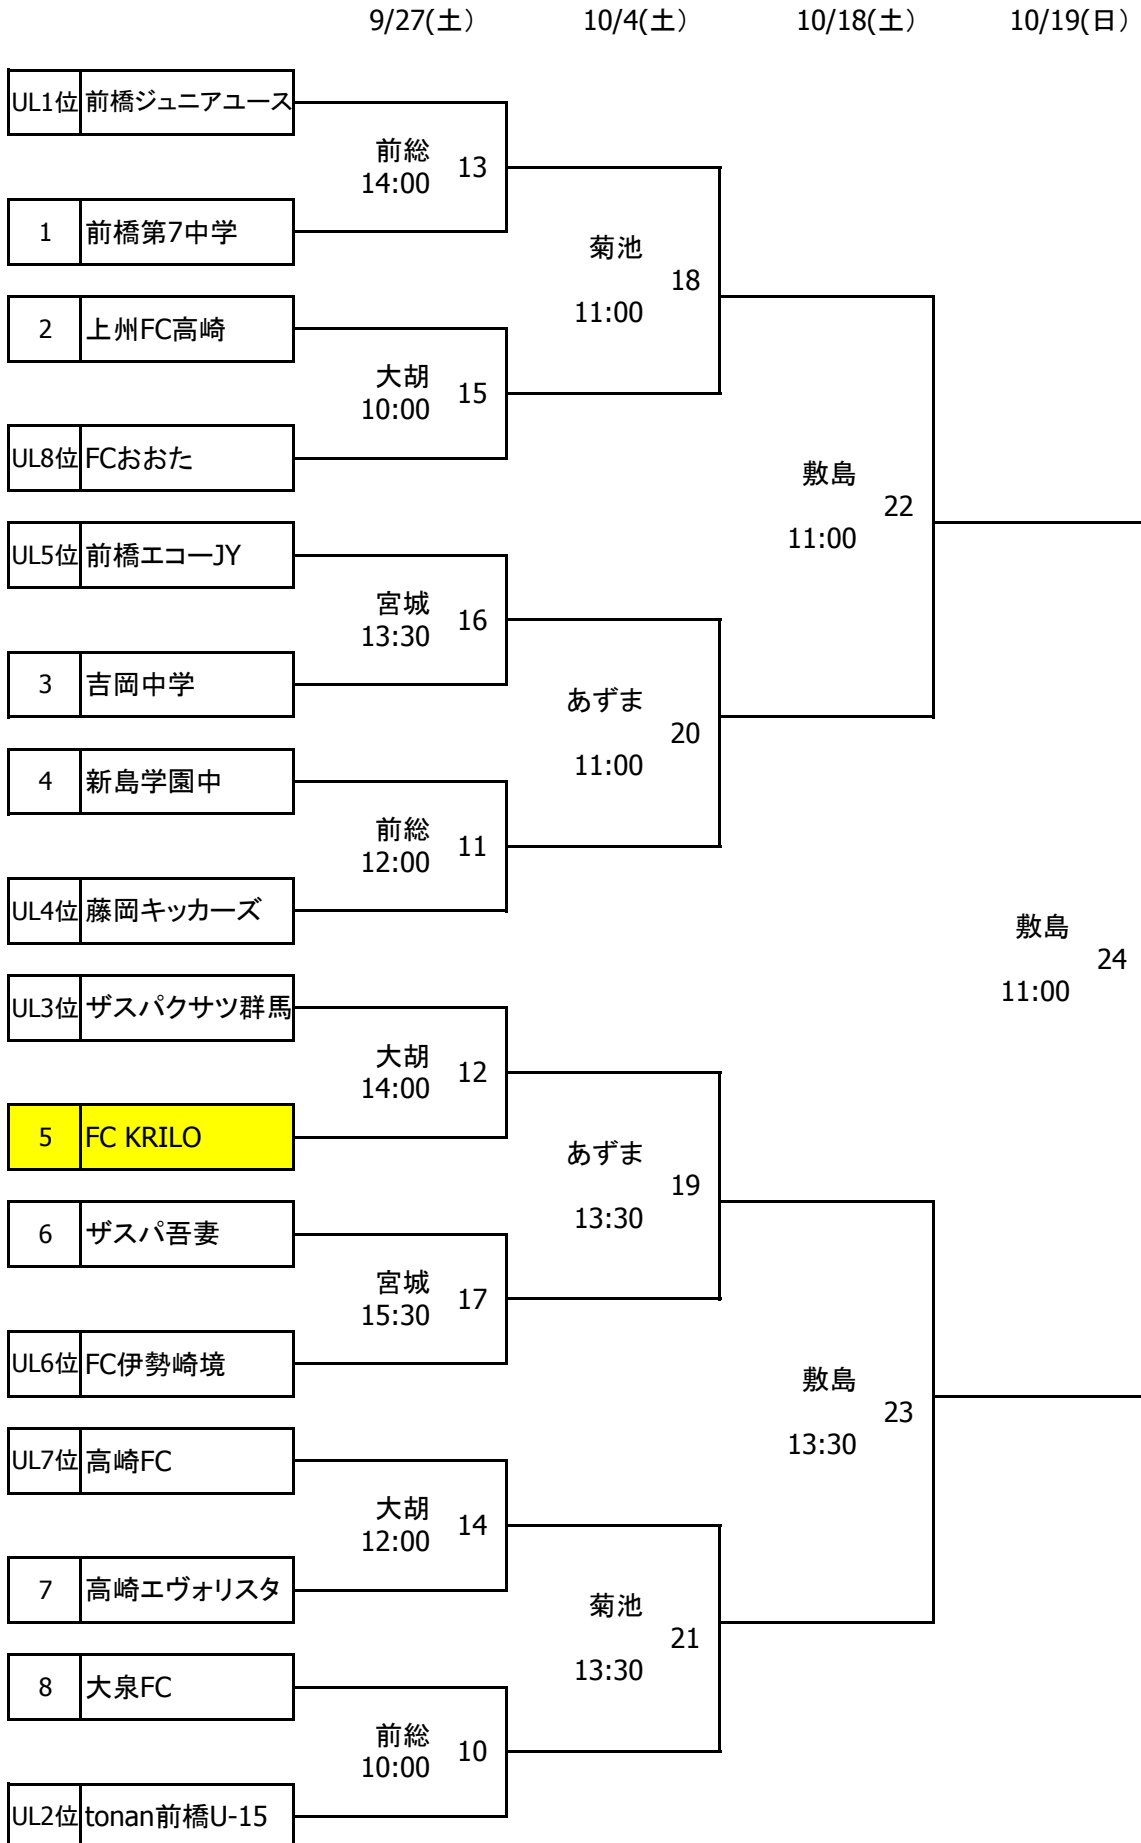 9/27(土) 10/4(土) 10/18(土) 10/19(日)
UL1位 前橋ジュニアユース
前総
14:00 13
1 前橋第7中学
菊池
18
11:00
2 上州FC高崎
大胡
10:00 15
UL8位 FCおおた
敷島
22
11:00
UL5位 前橋エコーJY
宮城
13:30 16
3 吉岡中学
あずま
20
11:00
4 新島学園中
前総
12:00 11
UL4位 藤岡キッカーズ
敷島
24
11:00
UL3位 ザスパクサツ群馬
大胡
14:00 12
5 FC KRILO
あずま
19
13:30
6 ザスパ吾妻
宮城
15:30 17
UL6位 FC伊勢崎境
敷島
23
13:30
UL7位 高崎FC
大胡
12:00 14
7 高崎エヴォリスタ
菊池
21
13:30
8 大泉FC
前総
10:00 10
UL2位 tonan前橋U-15